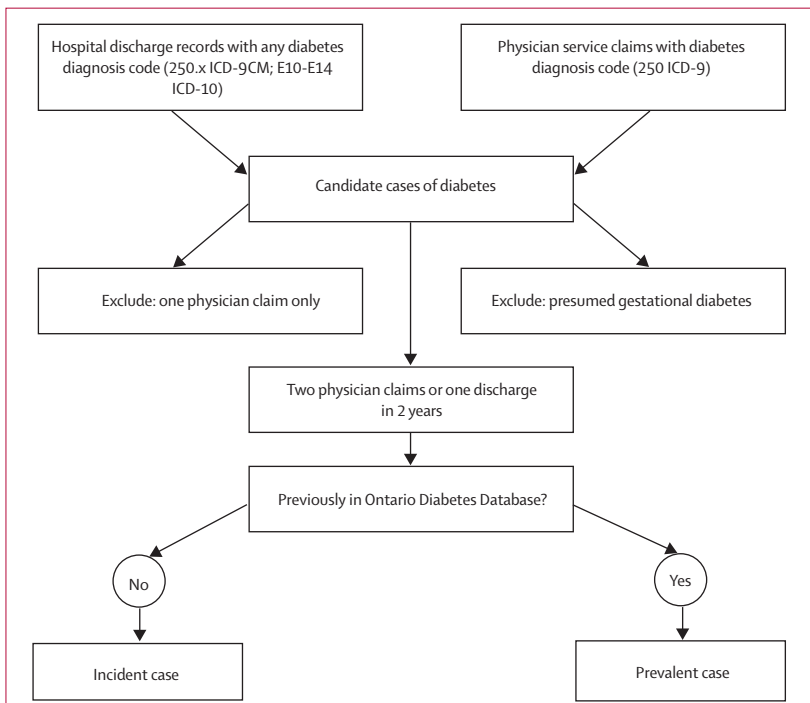 Hospital discharge records with any diabetes
diagnosis code (250.x ICD-9CM; E10-E14
ICD-10)
Physician service claims with diabetes
diagnosis code (250 ICD-9)
Candidate cases of diabetes
Exclude: one physician claim only
Exclude: presumed gestational diabetes
Two physician claims or one discharge
in 2 years
Previously in Ontario Diabetes Database?
No
Yes
Incident case
Prevalent case